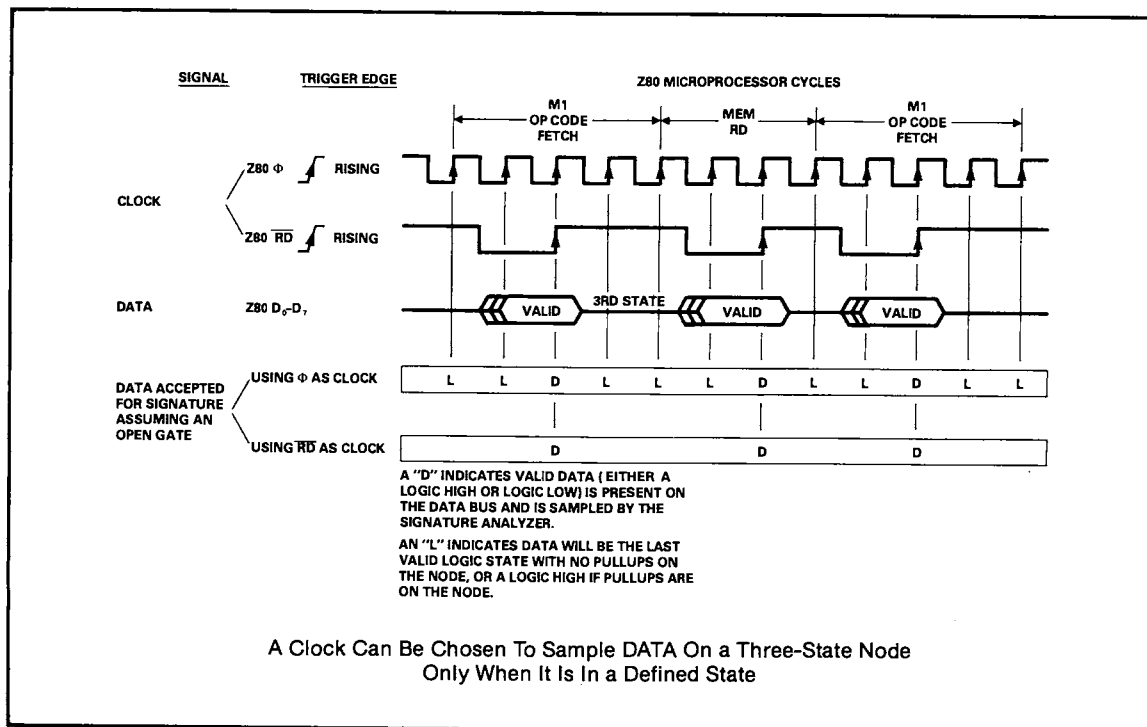 SIGNAL TRIGGER EDGE Z80 MICROPROCESSOR CYCLES
M1
OP CODE
FETCH
MEM
RD
M1
OP CODE
FETCH
CLOCK
Z80 Φ RISING
Z80 R̅D̅ RISING
DATA Z80 D₀-D₇ VALID 3RD STATE VALID VALID
DATA ACCEPTED
FOR SIGNATURE
ASSUMING AN
OPEN GATE
USING Φ AS CLOCK L L D L L L D L L D L L
USING R̅D̅ AS CLOCK D D D
A "D" INDICATES VALID DATA (EITHER A
LOGIC HIGH OR LOGIC LOW) IS PRESENT ON
THE DATA BUS AND IS SAMPLED BY THE
SIGNATURE ANALYZER.
AN "L" INDICATES DATA WILL BE THE LAST
VALID LOGIC STATE WITH NO PULLUPS ON
THE NODE, OR A LOGIC HIGH IF PULLUPS ARE
ON THE NODE.
A Clock Can Be Chosen To Sample DATA On a Three-State Node
Only When It Is In a Defined State